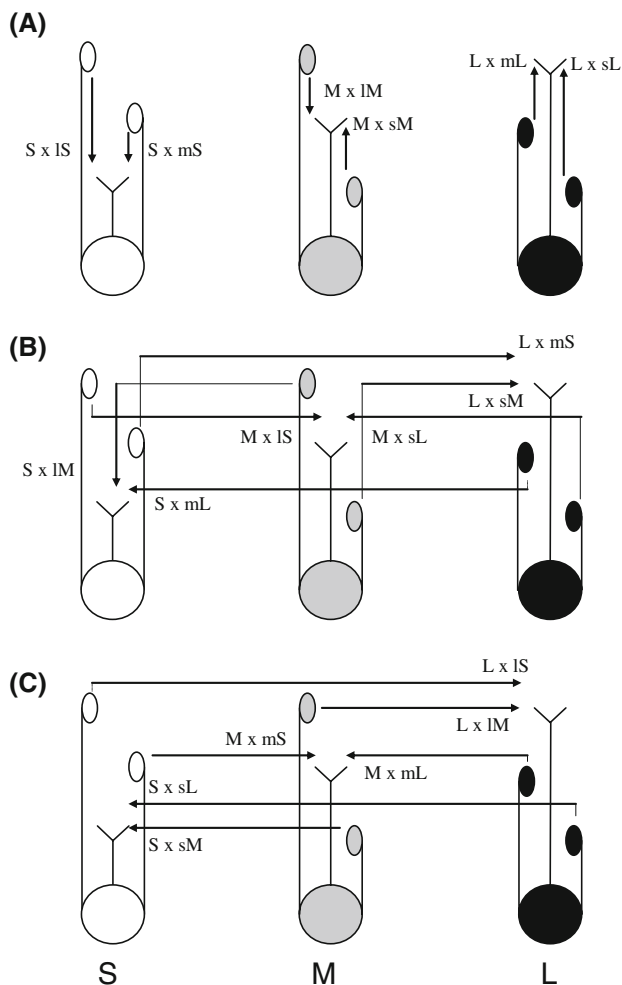 (A)
L x mL
L x sL
M x lM
M x sM
S x lS
S x mS
(B)
L x mS
L x sM
M x lS
M x sL
S x lM
S x mL
(C)
L x lS
L x lM
M x mS
M x mL
S x sL
S x sM
S
M
L